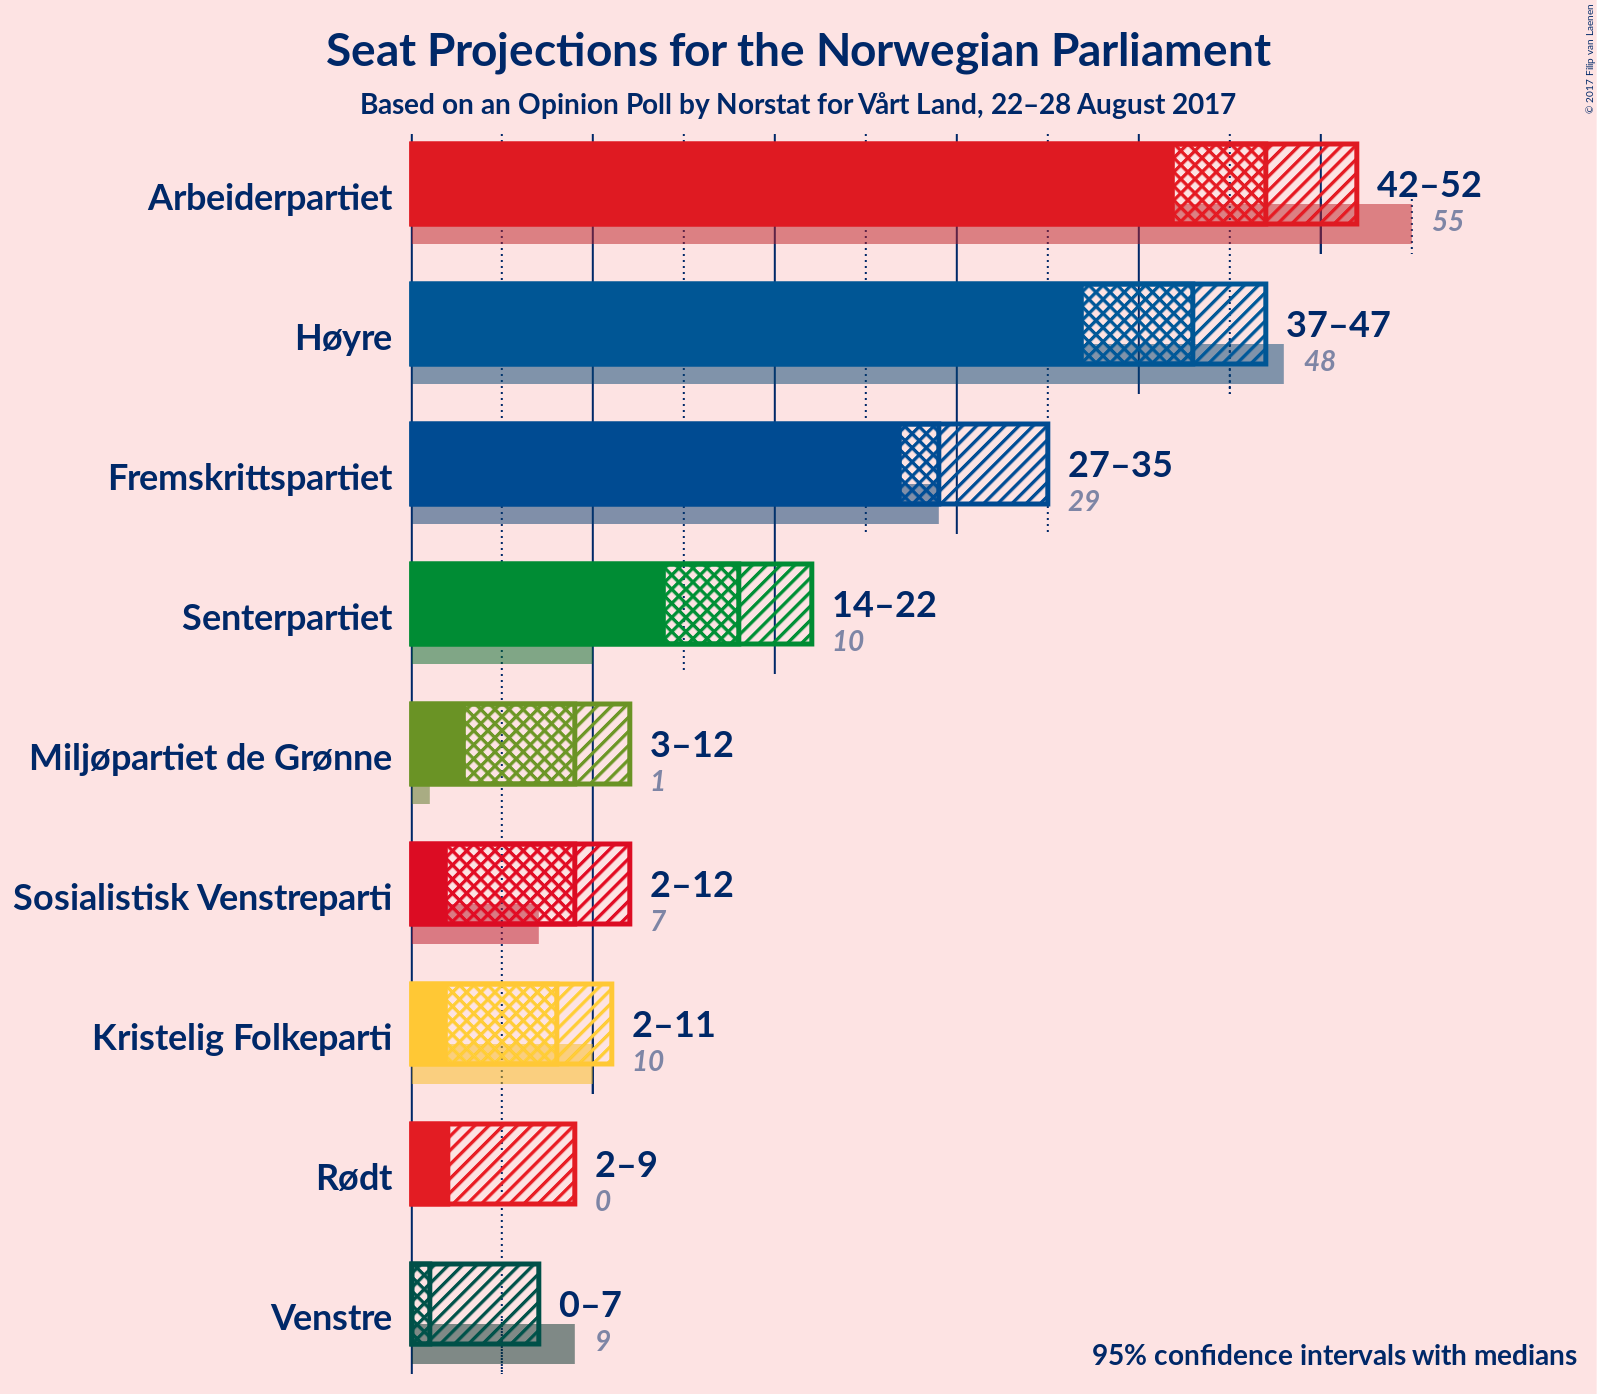 Seat Projections for the Norwegian Parliament
Based on an Opinion Poll by Norstat for Vårt Land, 22–28 August 2017
© 2017 Filip van Laenen
Arbeiderpartiet
42–52
55
Høyre
37–47
48
Fremskrittspartiet
27–35
29
Senterpartiet
14–22
10
Miljøpartiet de Grønne
3–12
1
Sosialistisk Venstreparti
2–12
7
Kristelig Folkeparti
2–11
10
Rødt
2–9
0
Venstre
0–7
9
95% confidence intervals with medians